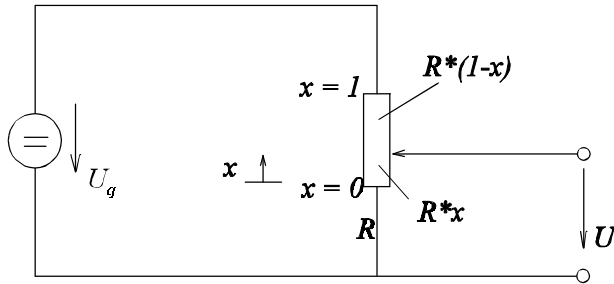 R*(1-x)
x = 1
U_q
x
x = 0
R*x
R
U